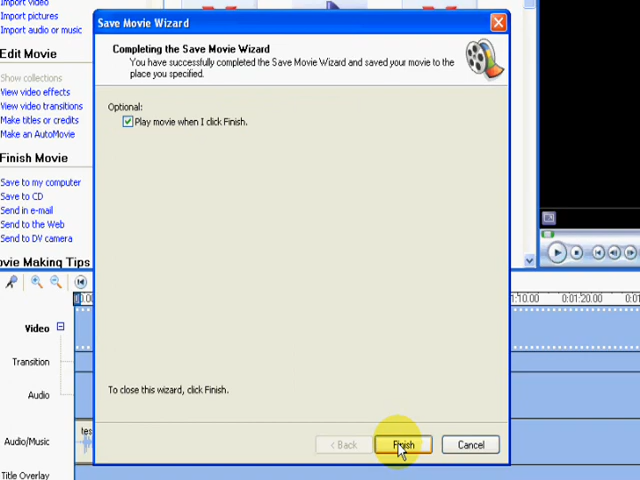 Import video
Import pictures
Import audio or music
Edit Movie
Show collections
View video effects
View video transitions
Make titles or credits
Make an AutoMovie
Finish Movie
Save to my computer
Save to CD
Send in e-mail
Send to the Web
Send to DV camera
ovie Making Tips
Save Movie Wizard
Completing the Save Movie Wizard
You have successfully completed the Save Movie Wizard and saved your movie to the
place you specified.
Optional:
Play movie when I click Finish.
To close this wizard, click Finish.
< Back
Finish
Cancel
0:01:20.00
Video
Transition
Audio
Audio/Music
tes
Title Overlay